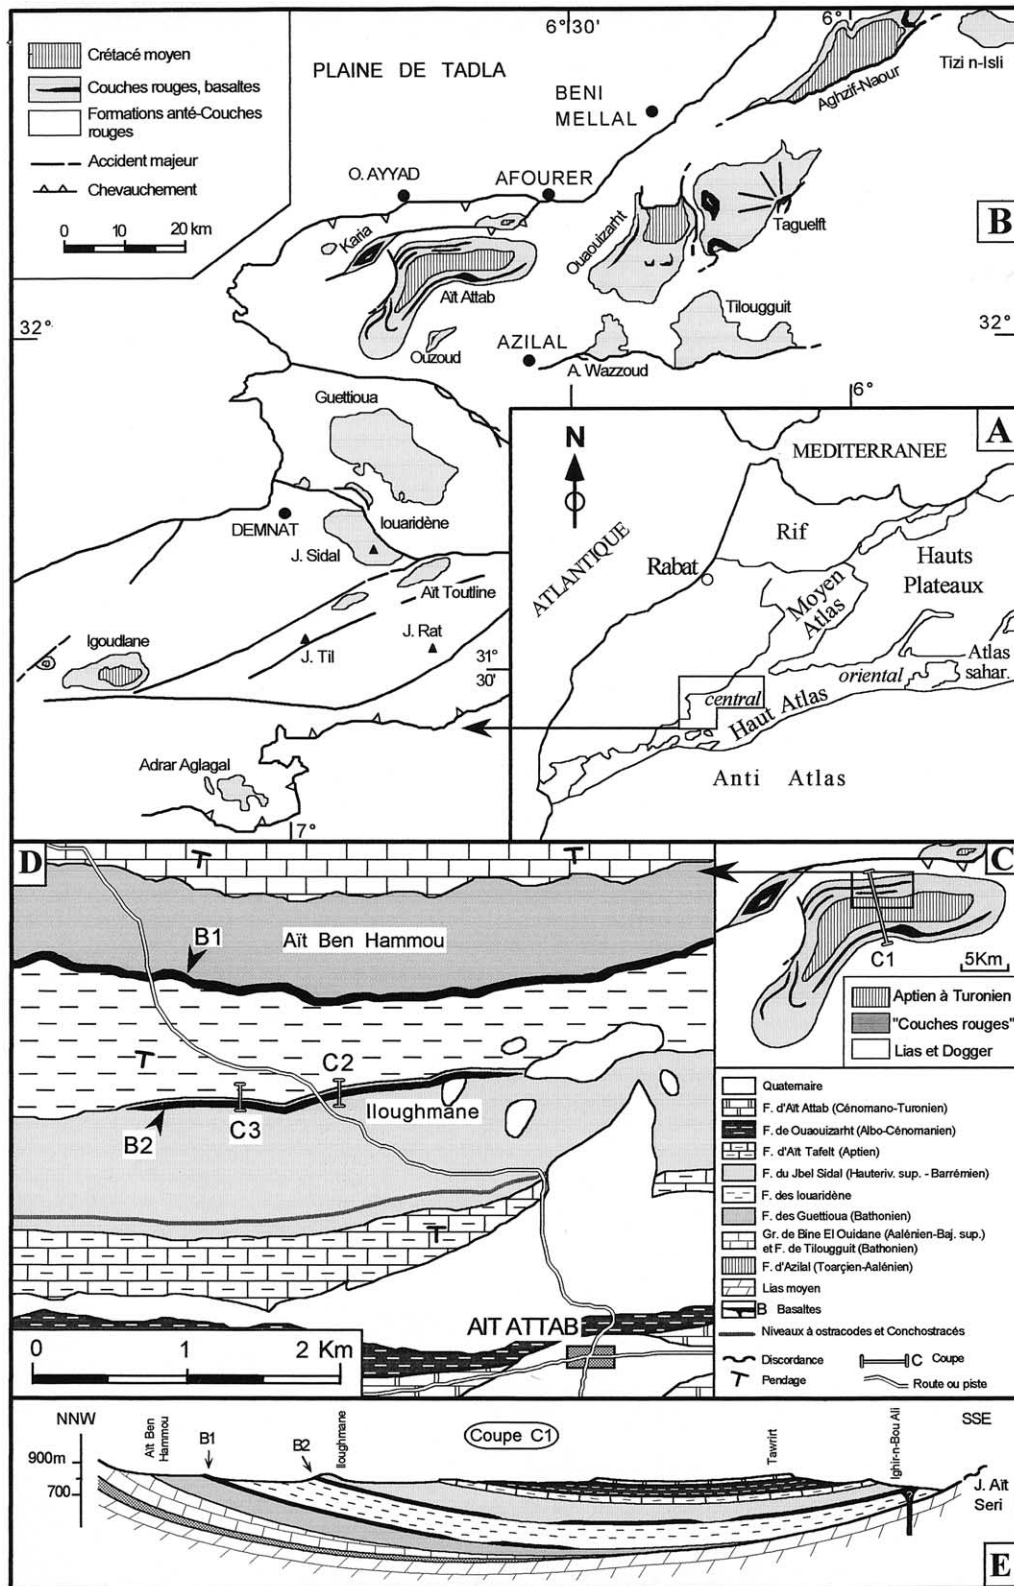 Crétacé moyen
Couches rouges, basaltes
Formations anté-Couches
rouges
Accident majeur
Chevauchement
0 10 20 km
6°30'
6°
PLAINE DE TADLA
BENI
MELLAL
Tizi n-Isli
Aghzif-Naour
O. AYYAD
AFOURER
B
Karia
Ouaouizarht
Taguelft
Aït Attab
Tilougguit
32°
32°
Ouzoud
AZILAL
A. Wazzoud
6°
Guettioua
Iouaridène
DEMNAT
J. Sidal
Aït Toutline
J. Rat
J. Til
Igoudlane
31°
30'
Adrar Aglagal
7°
A
N
MEDITERRANEE
ATLANTIQUE
Rif
Rabat
Hauts
Plateaux
Moyen
Atlas
Atlas
sahar.
oriental
central
Haut Atlas
Anti Atlas
D
B1
Aït Ben Hammou
C2
Iloughmane
B2
C3
AIT ATTAB
0 1 2 Km
C
C1
5Km
Aptien à Turonien
"Couches rouges"
Lias et Dogger
Quaternaire
F. d'Aït Attab (Cénomano-Turonien)
F. de Ouaouizarht (Albo-Cénomanien)
F. d'Aït Tafelt (Aptien)
F. du Jbel Sidal (Hauteriv. sup. - Barrémien)
F. des Iouaridène
F. des Guettioua (Bathonien)
Gr. de Bine El Ouidane (Aalénien-Baj. sup.)
et F. de Tilougguit (Bathonien)
F. d'Azilal (Toarçien-Aalénien)
Lias moyen
B Basaltes
Niveaux à ostracodes et Conchostracés
Discordance
C Coupe
Pendage
Route ou piste
NNW
Aït Ben
Hammou
B1
B2
Iloughmane
Coupe C1
Tawrirt
Ighir-n-Bou Ali
SSE
900m
700
J. Aït
Seri
E